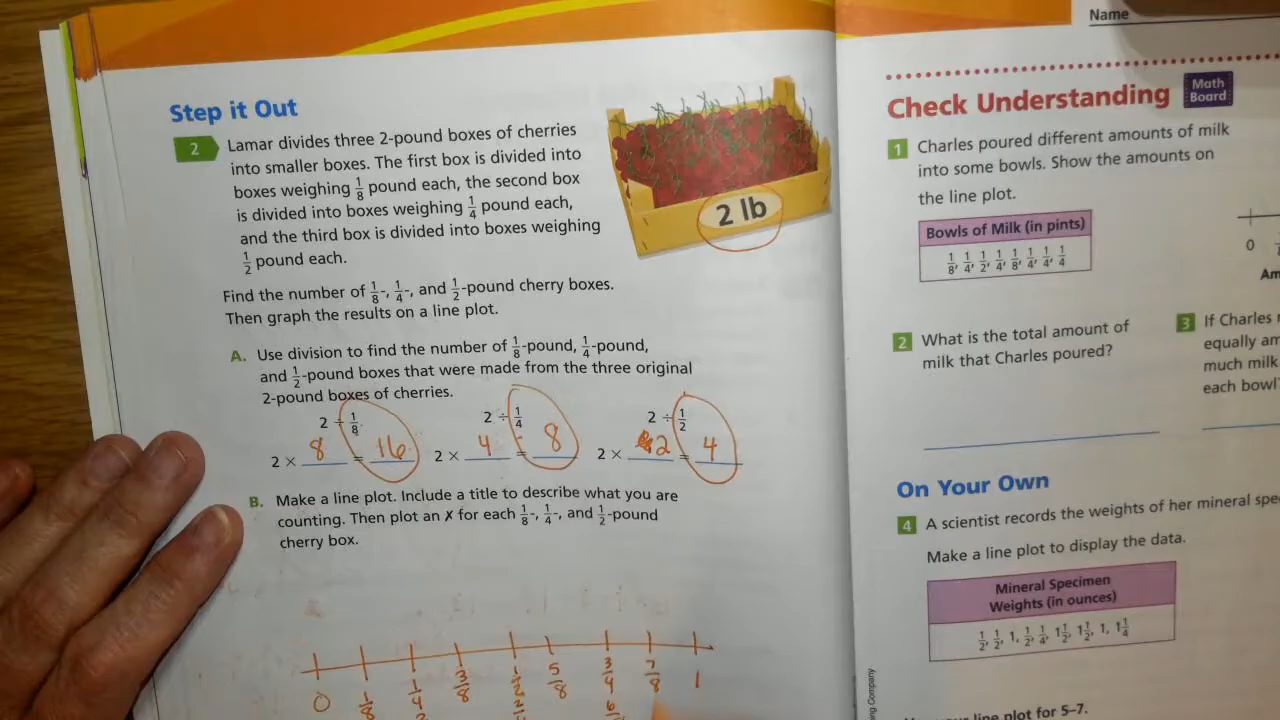 Step it Out
2 Lamar divides three 2-pound boxes of cherries
into smaller boxes. The first box is divided into
boxes weighing 1/8 pound each, the second box
is divided into boxes weighing 1/4 pound each,
and the third box is divided into boxes weighing
1/2 pound each.
2 lb
Find the number of 1/8-, 1/4-, and 1/2-pound cherry boxes.
Then graph the results on a line plot.
A. Use division to find the number of 1/8-pound, 1/4-pound,
and 1/2-pound boxes that were made from the three original
2-pound boxes of cherries.
2 ÷ 1/8 2 ÷ 1/4 2 ÷ 1/2
2 × 8 = 16 2 × 4 = 8 2 × 2 = 4
B. Make a line plot. Include a title to describe what you are
counting. Then plot an X for each 1/8-, 1/4-, and 1/2-pound
cherry box.
0 1/8 1/4 3/8 1/2 5/8 3/4 7/8 1
Name
Check Understanding
Math
Board
1 Charles poured different amounts of milk
into some bowls. Show the amounts on
the line plot.
Bowls of Milk (in pints)
1/8, 1/4, 1/2, 1/4, 1/8, 1/4, 1/4, 1/4
0
2 What is the total amount of
milk that Charles poured?
3 If Charles
equally
much milk
each bowl?
On Your Own
4 A scientist records the weights of her mineral
Make a line plot to display the data.
Mineral Specimen
Weights (in ounces)
1/2, 1/2, 1, 1/2, 1/4, 1 1/2, 1 1/2, 1, 1 1/4
line plot for 5–7.
Company